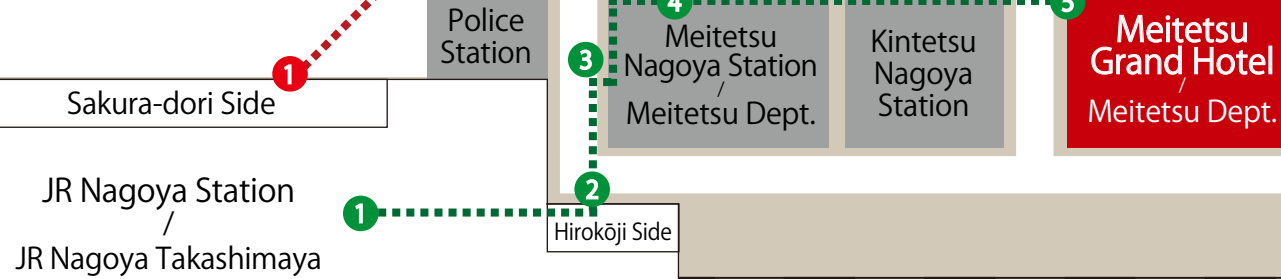 4
5
Police
Station
Meitetsu
Nagoya Station
/
Meitetsu Dept.
Kintetsu
Nagoya
Station
Meitetsu
Grand Hotel
/
Meitetsu Dept.
3
1
Sakura-dori Side
JR Nagoya Station
/
JR Nagoya Takashimaya
1
2
Hirokōji Side